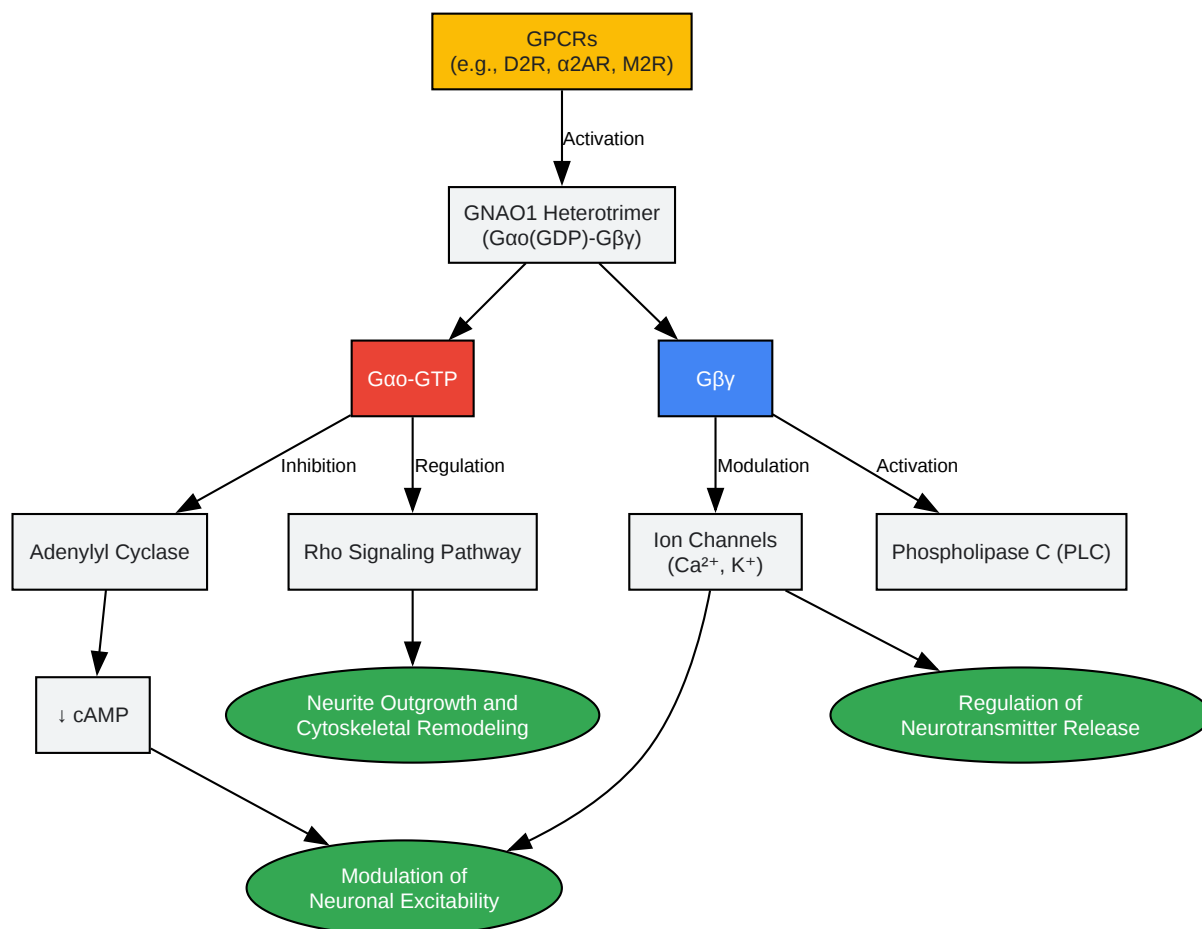 GPCRs
(e.g., D2R, α2AR, M2R)
Activation
GNAO1 Heterotrimer
(Gαo(GDP)-Gβγ)
Gαo-GTP
Gβγ
Inhibition
Regulation
Modulation
Activation
Adenylyl Cyclase
Rho Signaling Pathway
Ion Channels
(Ca²⁺, K⁺)
Phospholipase C (PLC)
↓ cAMP
Neurite Outgrowth and
Cytoskeletal Remodeling
Regulation of
Neurotransmitter Release
Modulation of
Neuronal Excitability